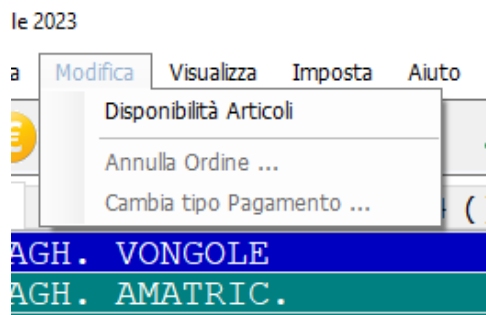 le 2023
a Modifica Visualizza Imposta Aiuto
Disponibilità Articoli
Annulla Ordine ...
Cambia tipo Pagamento ...
(
AGH. VONGOLE
AGH. AMATRIC.